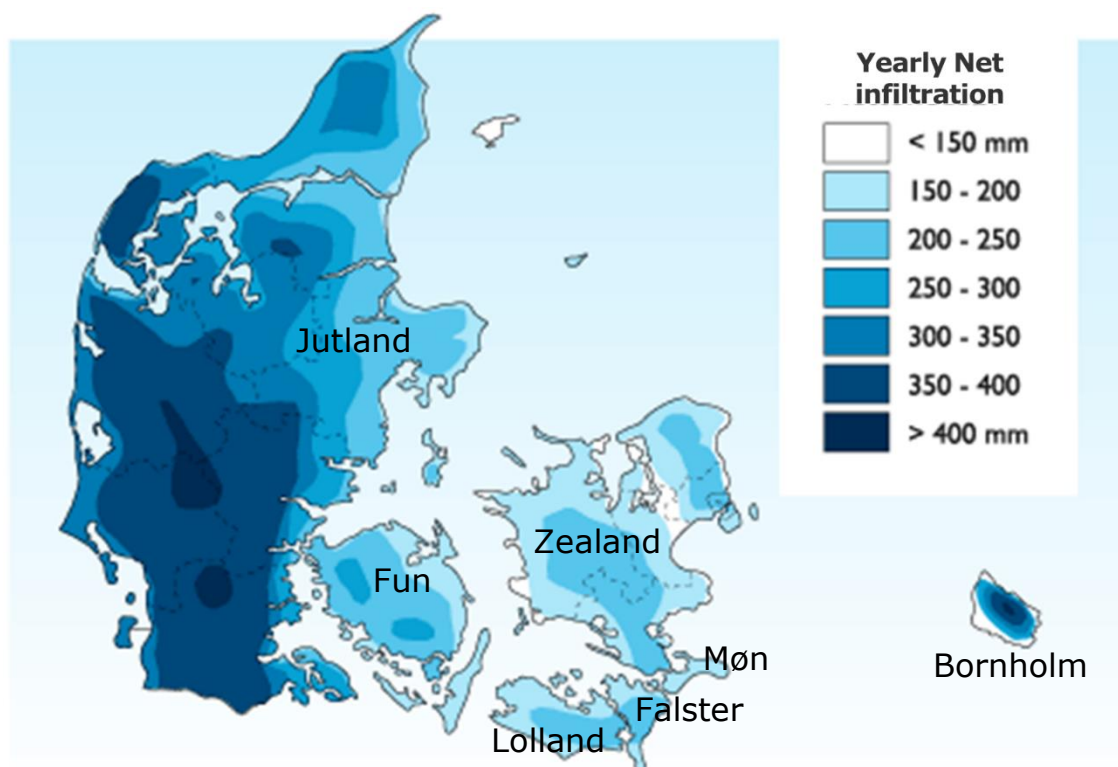 Yearly Net
infiltration
< 150 mm
150 - 200
200 - 250
250 - 300
300 - 350
350 - 400
> 400 mm
Jutland
Zealand
Fun
Møn
Bornholm
Falster
Lolland